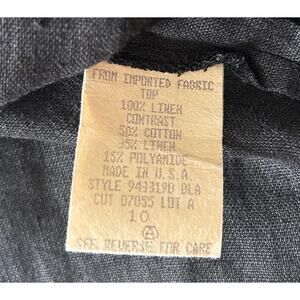 FROM IMPORTED FABRIC
TOP
100% LINEN
CONTRAST
50% COTTON
35% LINEN
15% POLYAMIDE
MADE IN U.S.A.
STYLE 943319D BLA
CUT 07055 LOT A
10
A
SEE REVERSE FOR CARE